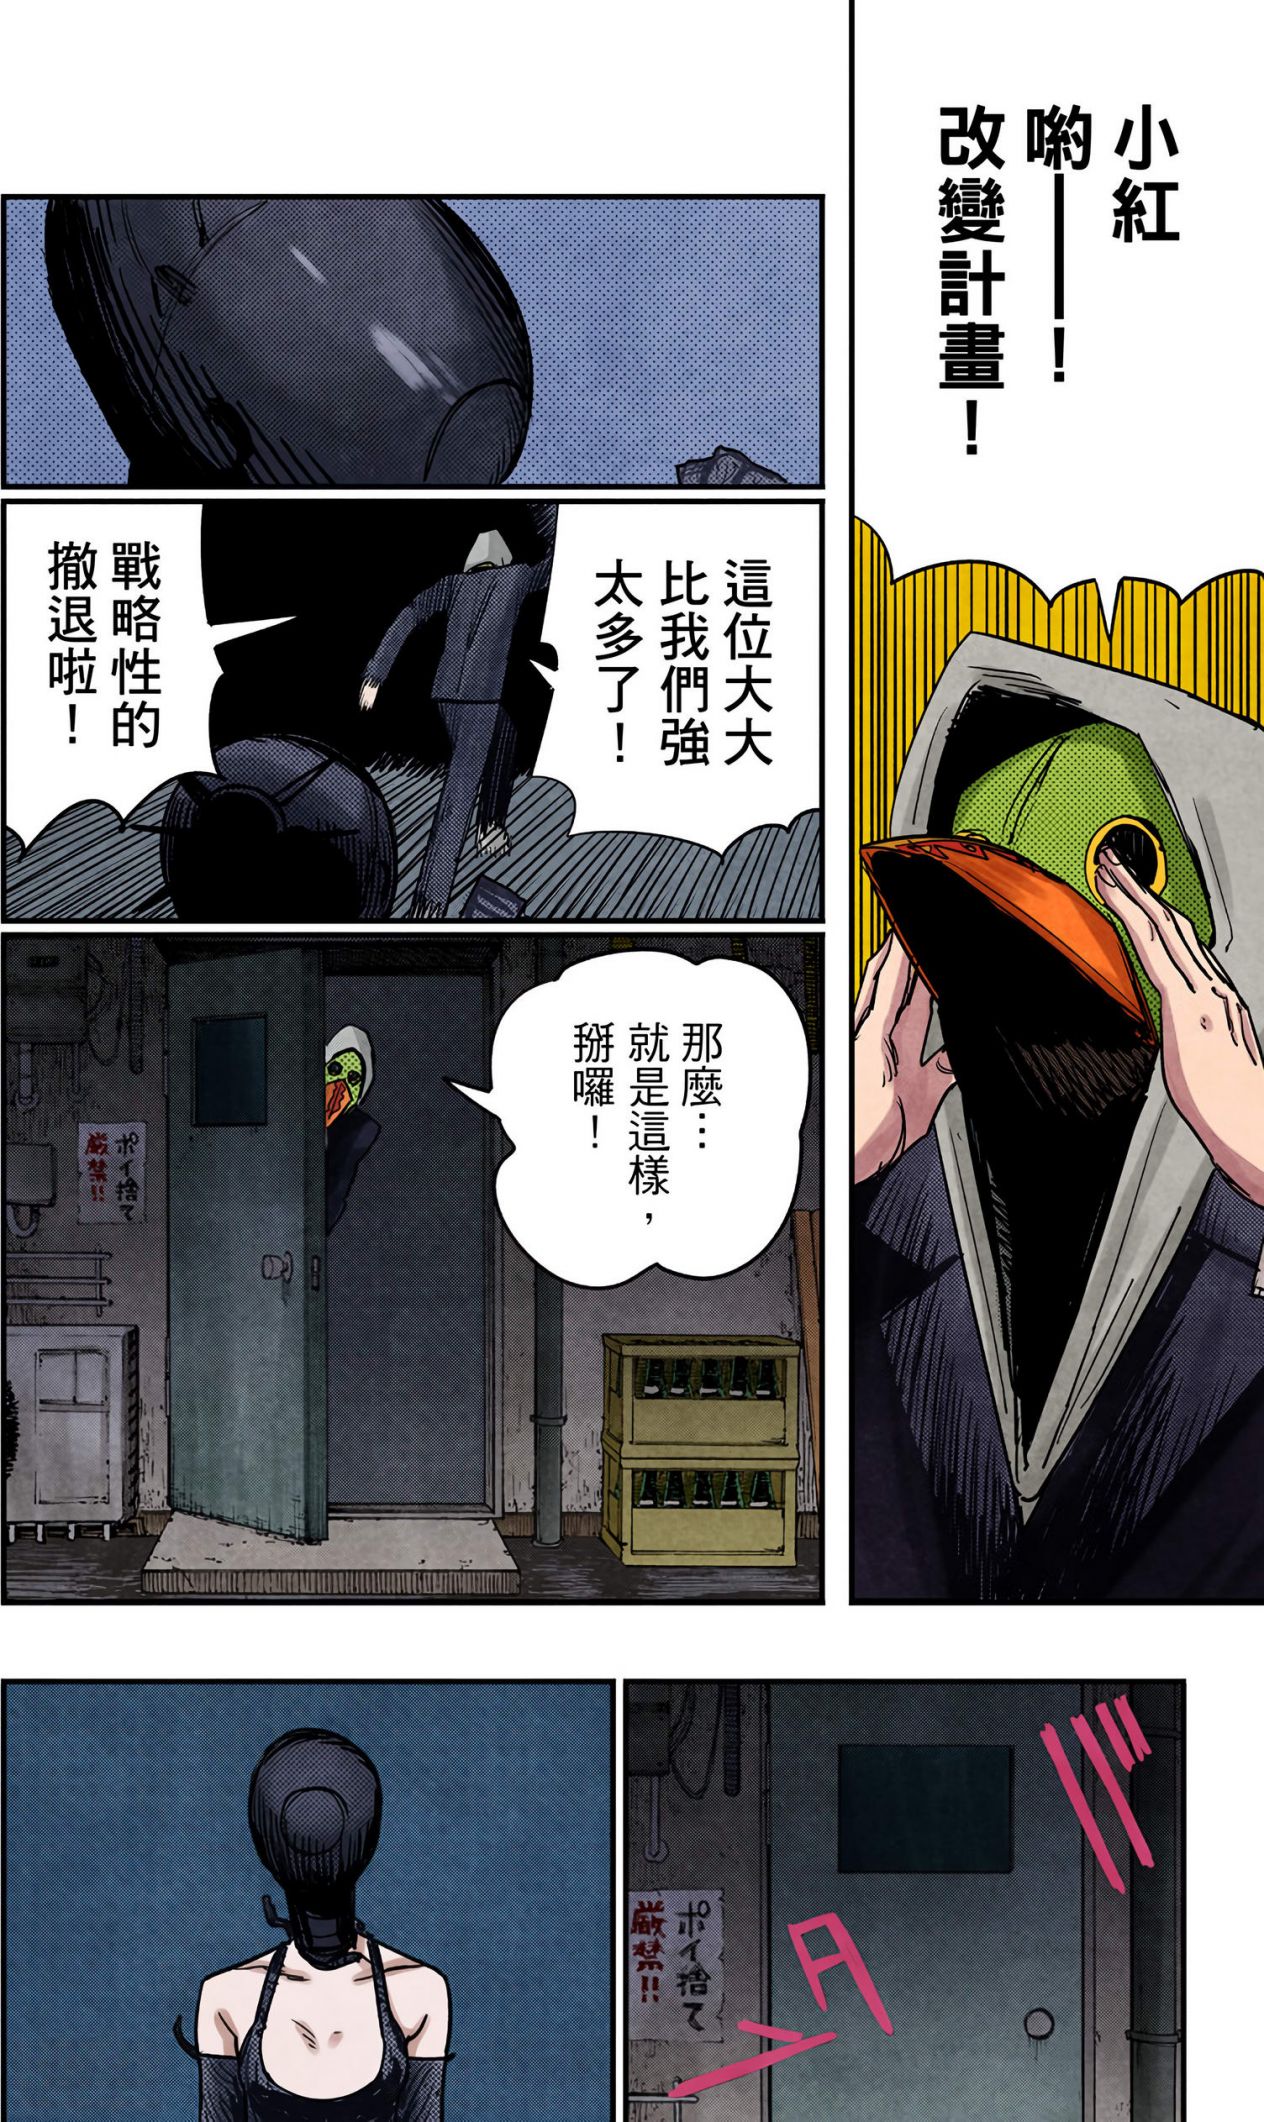 小紅
喲——！
改變計畫！
這位大大
比我們強
太多了！
戰略性的
撤退啦！
那麼…
就是這樣，
掰囉！
ポイ捨て
厳禁!!
バタン
ポイ捨て
厳禁!!